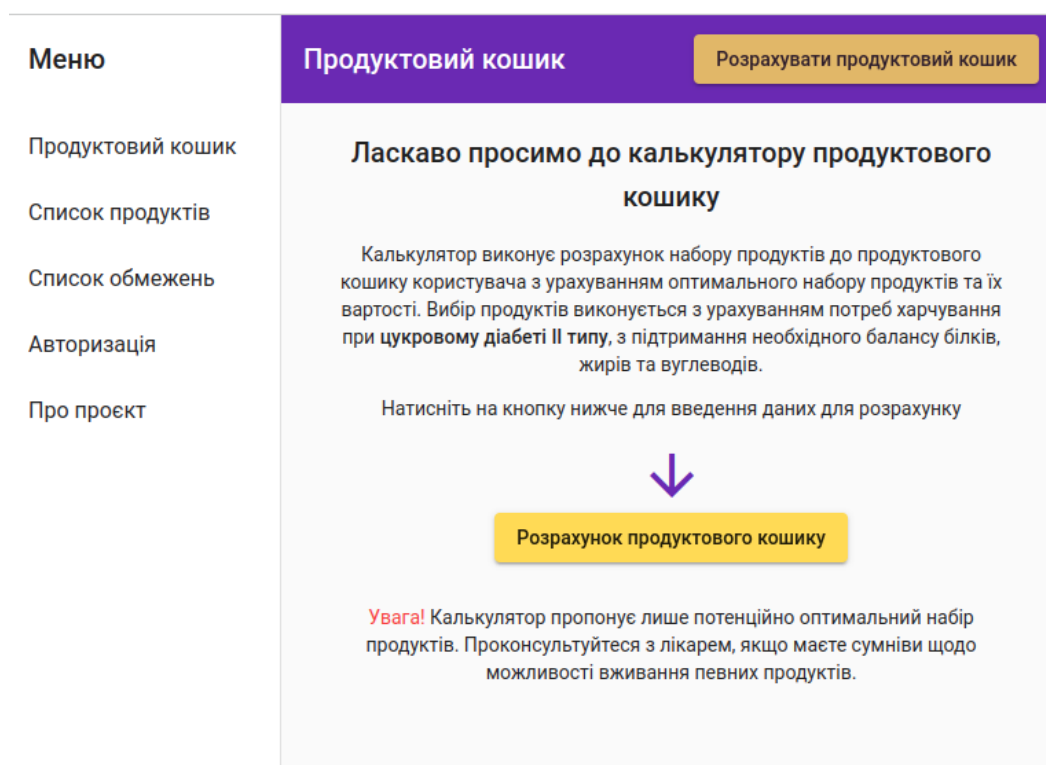 Меню
Продуктовий кошик
Список продуктів
Список обмежень
Авторизація
Про проєкт
Продуктовий кошик
Розрахувати продуктовий кошик
Ласкаво просимо до калькулятору продуктового
кошику
Калькулятор виконує розрахунок набору продуктів до продуктового
кошику користувача з урахуванням оптимального набору продуктів та їх
вартості. Вибір продуктів виконується з урахуванням потреб харчування
при цукровому діабеті II типу, з підтримання необхідного балансу білків,
жирів та вуглеводів.
Натисніть на кнопку нижче для введення даних для розрахунку
Розрахунок продуктового кошику
Увага! Калькулятор пропонує лише потенційно оптимальний набір
продуктів. Проконсультуйтеся з лікарем, якщо маєте сумніви щодо
можливості вживання певних продуктів.